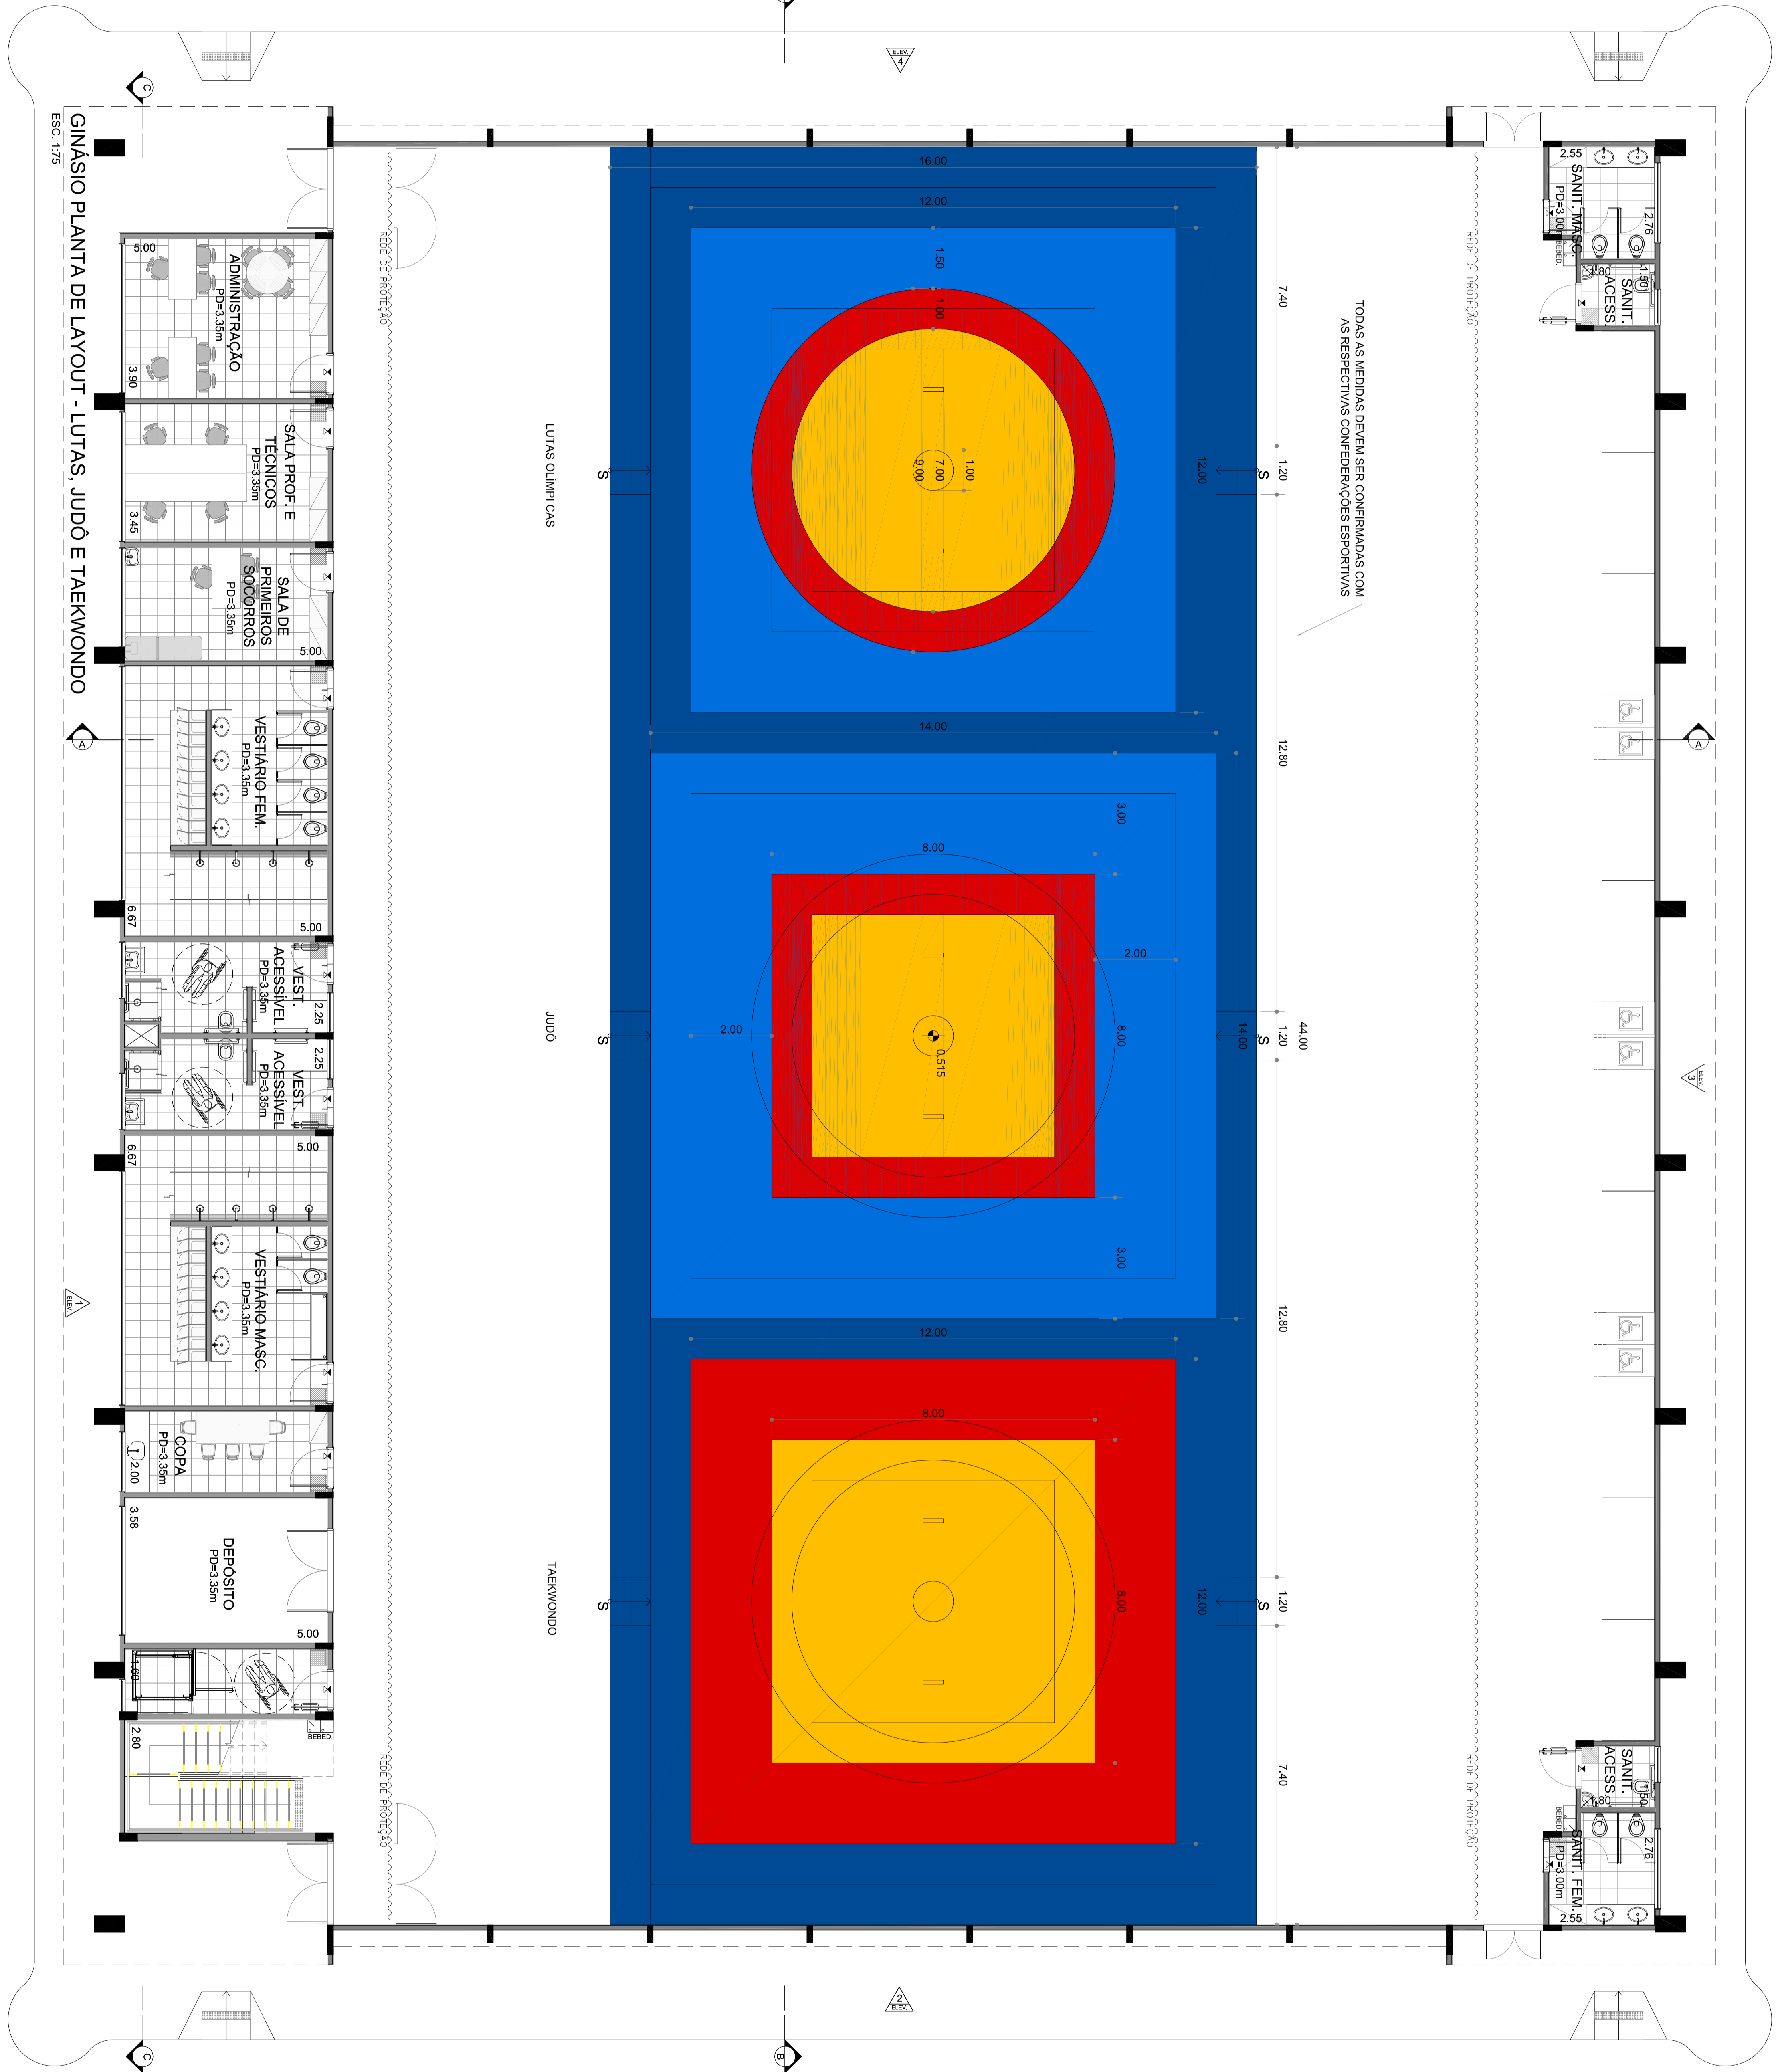 GINÁSIO PLANTA DE LAYOUT - LUTAS, JUDÔ E TAEKWONDO
ESC. 1:75
C
ELEV.
4
16.00
12.00
1.50
1.00
12.00
9.00
7.00
1.00
LUTAS OLÍMPI CAS
S
S
7.40
1.20
12.80
TODAS AS MEDIDAS DEVEM SER CONFIRMADAS COM
AS RESPECTIVAS CONFEDERAÇÕES ESPORTIVAS
REDE DE PROTEÇÃO
REDE DE PROTEÇÃO
2.55
SANIT. MASC.
PD=3.00m
2.76
BEBED.
1.80
1.50
SANIT.
ACESS.
5.00
ADMINISTRAÇÃO
PD=3.35m
3.90
SALA PROF. E
TÉCNICOS
PD=3.35m
3.45
SALA DE
PRIMEIROS
SOCORROS
PD=3.35m
5.00
A
A
14.00
VESTIÁRIO FEM.
PD=3.35m
6.67
5.00
VEST.
ACESSÍVEL
PD=3.35m
2.25
2.25
VEST.
ACESSÍVEL
PD=3.35m
3.00
8.00
2.00
2.00
8.00
0.515
3.00
14.00
1.20
44.00
JUDÔ
S
S
ELEV.
3
5.00
6.67
VESTIÁRIO MASC.
PD=3.35m
1
ELEV.
12.80
12.00
8.00
8.00
12.00
TAEKWONDO
S
S
1.20
7.40
COPA
PD=3.35m
2.00
DEPÓSITO
PD=3.35m
3.58
5.00
1.60
2.80
BEBED.
REDE DE PROTEÇÃO
REDE DE PROTEÇÃO
SANIT.
ACESS.
1.50
1.80
BEBED.
SANIT. FEM.
PD=3.00m
2.76
2.55
2
ELEV.
C
B